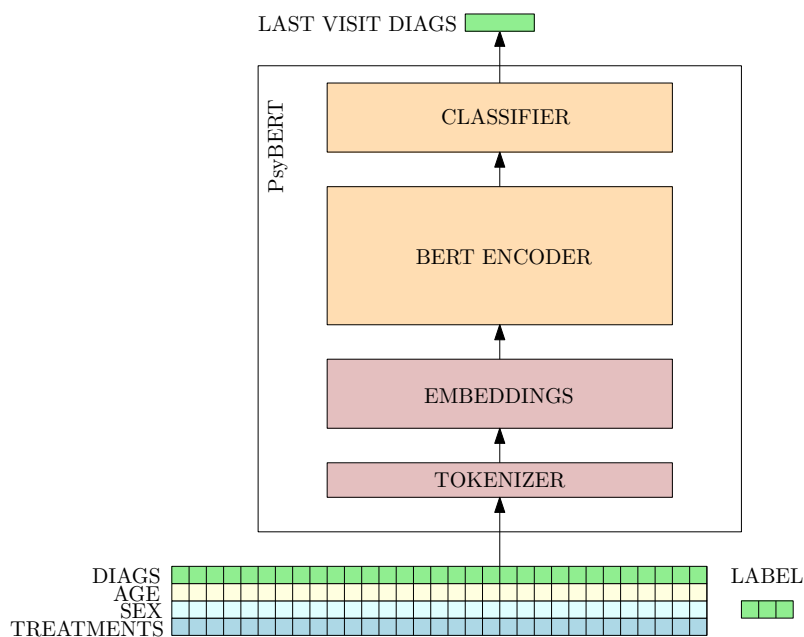 LAST VISIT DIAGS
PsyBERT
CLASSIFIER
BERT ENCODER
EMBEDDINGS
TOKENIZER
DIAGS
AGE
SEX
TREATMENTS
LABEL